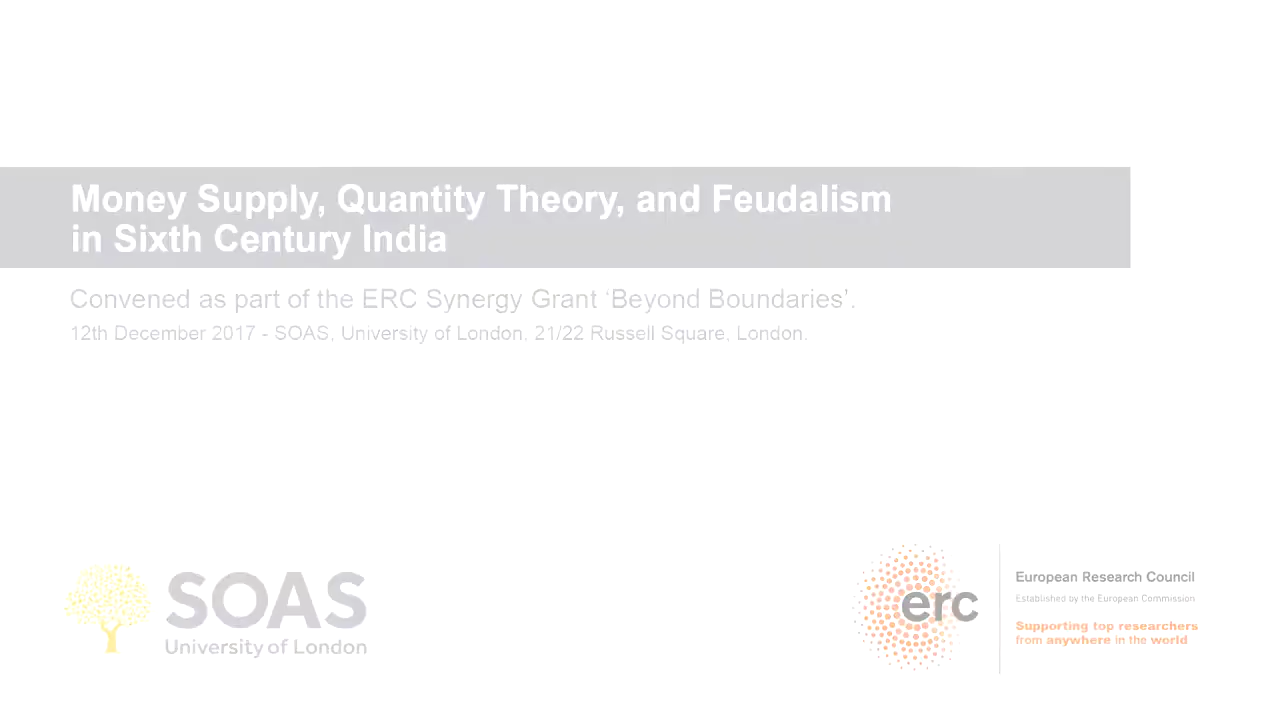 Money Supply, Quantity Theory, and Feudalism
in Sixth Century India
Convened as part of the ERC Synergy Grant ‘Beyond Boundaries’.
12th December 2017 - SOAS, University of London. 21/22 Russell Square, London.
SOAS
University of London
erc
European Research Council
Established by the European Commission
Supporting top researchers
from anywhere in the world